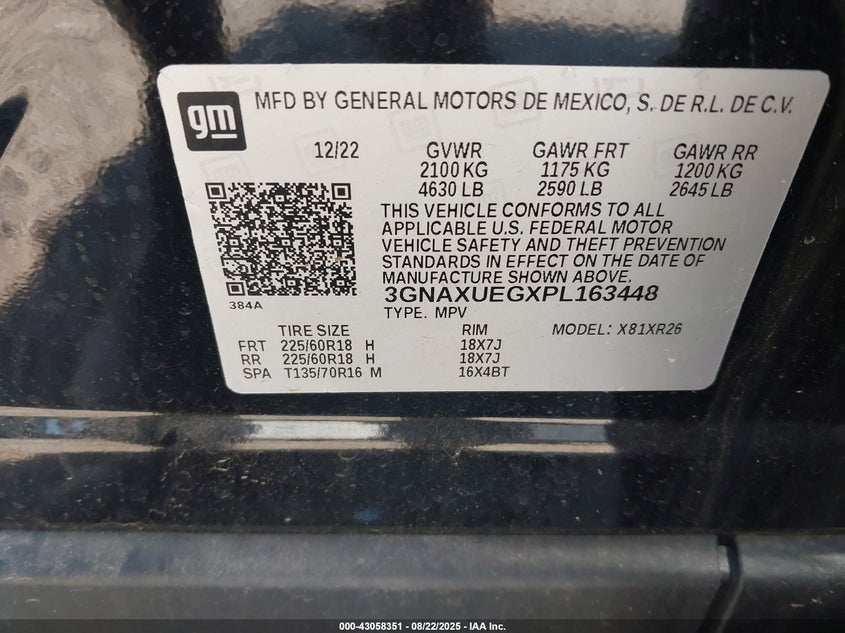 gm
MFD BY GENERAL MOTORS DE MEXICO, S. DE R.L. DE C.V.
12/22 GVWR GAWR FRT GAWR RR
2100 KG 1175 KG 1200 KG
4630 LB 2590 LB 2645 LB
THIS VEHICLE CONFORMS TO ALL
APPLICABLE U.S. FEDERAL MOTOR
VEHICLE SAFETY AND THEFT PREVENTION
STANDARDS IN EFFECT ON THE DATE OF
MANUFACTURE SHOWN ABOVE.
384A
3GNAXUEGXPL163448
TYPE. MPV
TIRE SIZE RIM MODEL: X81XR26
FRT 225/60R18 H 18X7J
RR 225/60R18 H 18X7J
SPA T135/70R16 M 16X4BT
000-43058351 - 08/22/2025 - IAA Inc.